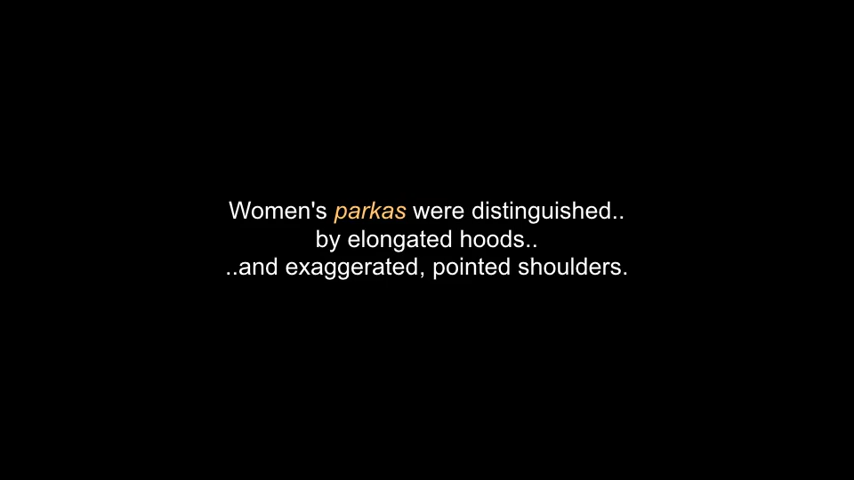 Women's parkas were distinguished..
by elongated hoods..
..and exaggerated, pointed shoulders.